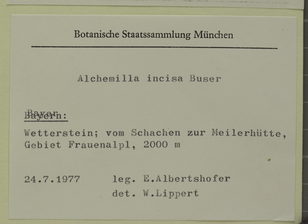 Botanische Staatssammlung München
Alchemilla incisa Buser
Bayern:
Wetterstein; vom Schachen zur Meilerhütte,
Gebiet Frauenalpl, 2000 m
24.7.1977 leg. E.Albertshofer
det. W.Lippert